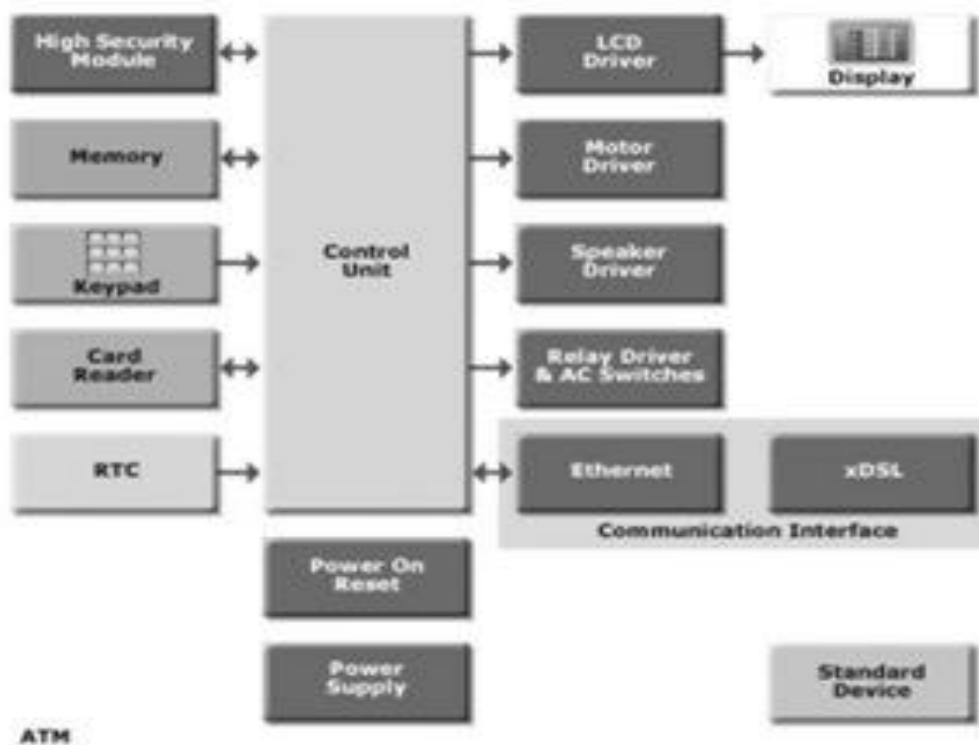 High Security
Module
LCD
Driver
Display
Memory
Motor
Driver
Control
Unit
Keypad
Speaker
Driver
Card
Reader
Relay Driver
& AC Switches
RTC
Ethernet
xDSL
Communication Interface
Power On
Reset
Power
Supply
Standard
Device
ATM